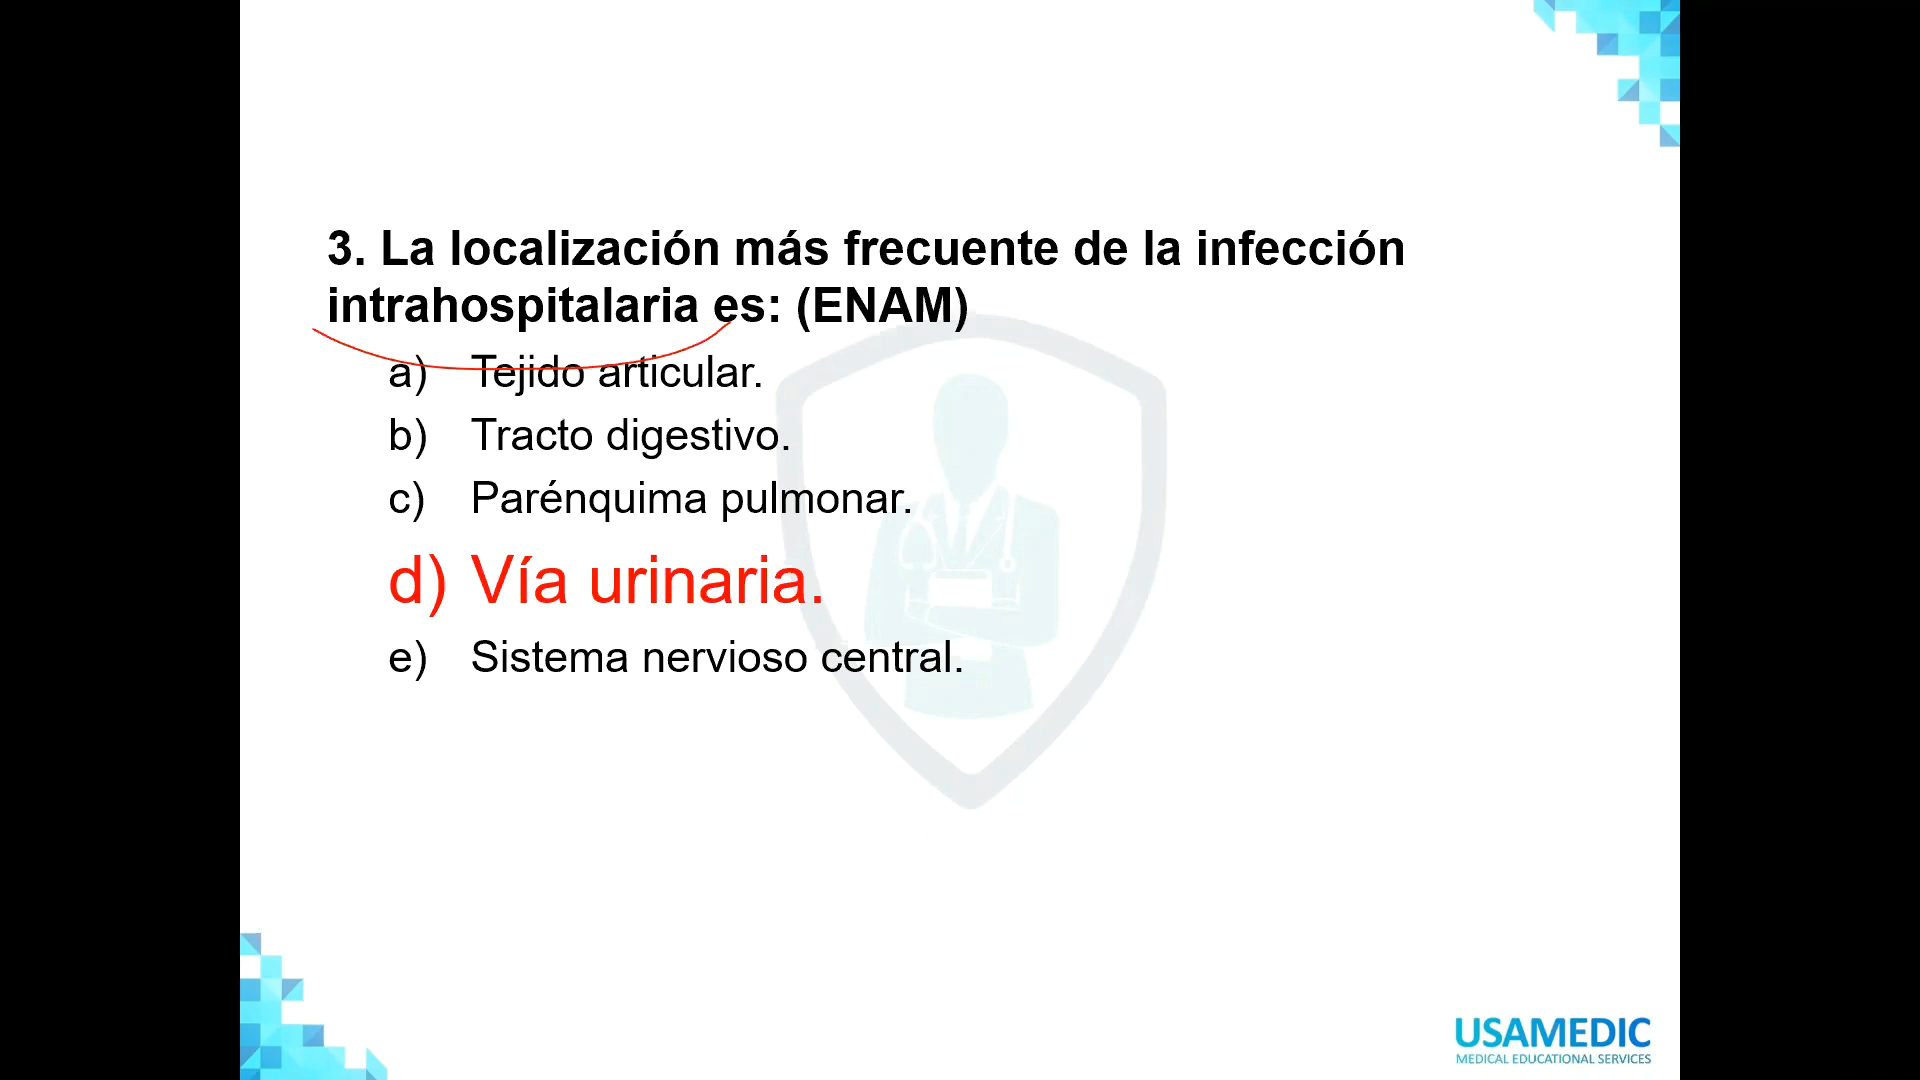 3. La localización más frecuente de la infección
intrahospitalaria es: (ENAM)
a) Tejido articular.
b) Tracto digestivo.
c) Parénquima pulmonar.
d) Vía urinaria.
e) Sistema nervioso central.
USAMEDIC
MEDICAL EDUCATIONAL SERVICES